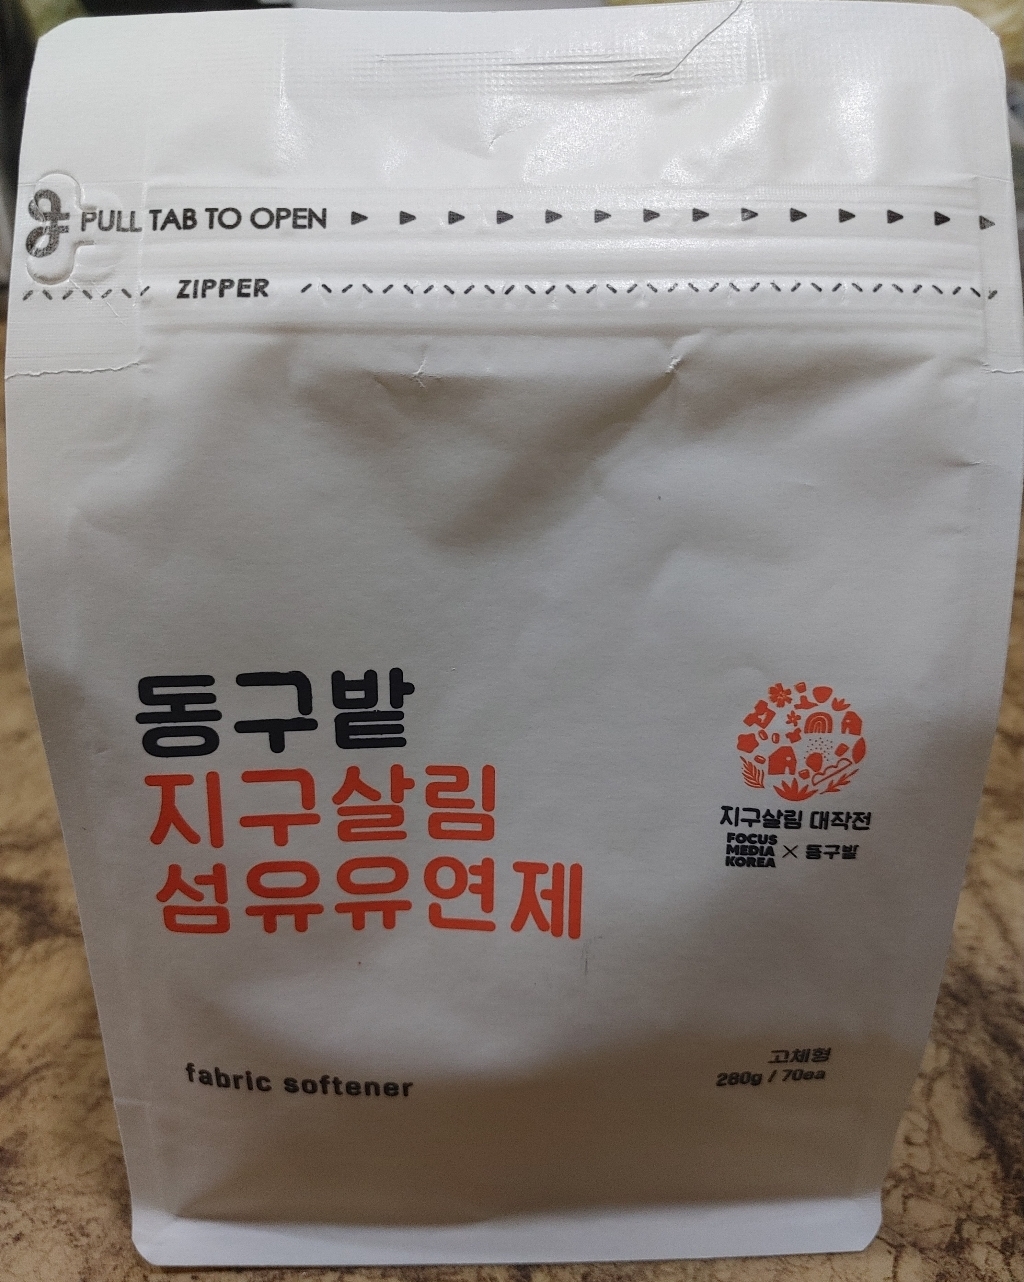 PULL TAB TO OPEN
ZIPPER
동구밭
지구살림
섬유유연제
지구살림 대작전
FOCUS
MEDIA
KOREA
× 동구밭
fabric softener
고체형
280g / 70ea